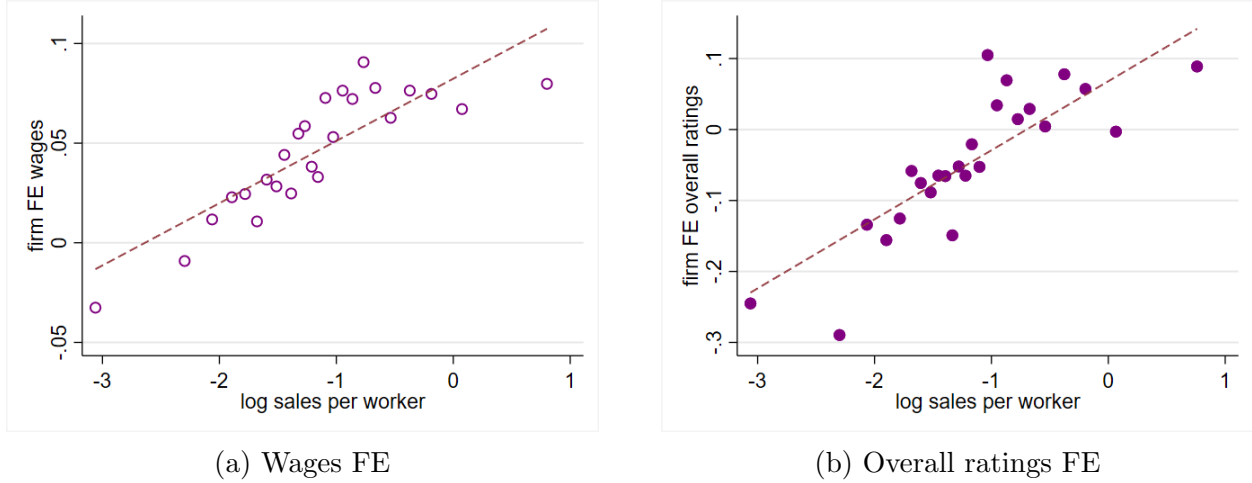 firm FE wages
.1
.05
0
-.05
-3 -2 -1 0 1
log sales per worker
(a) Wages FE
firm FE overall ratings
.1
0
-.1
-.2
-.3
-3 -2 -1 0 1
log sales per worker
(b) Overall ratings FE